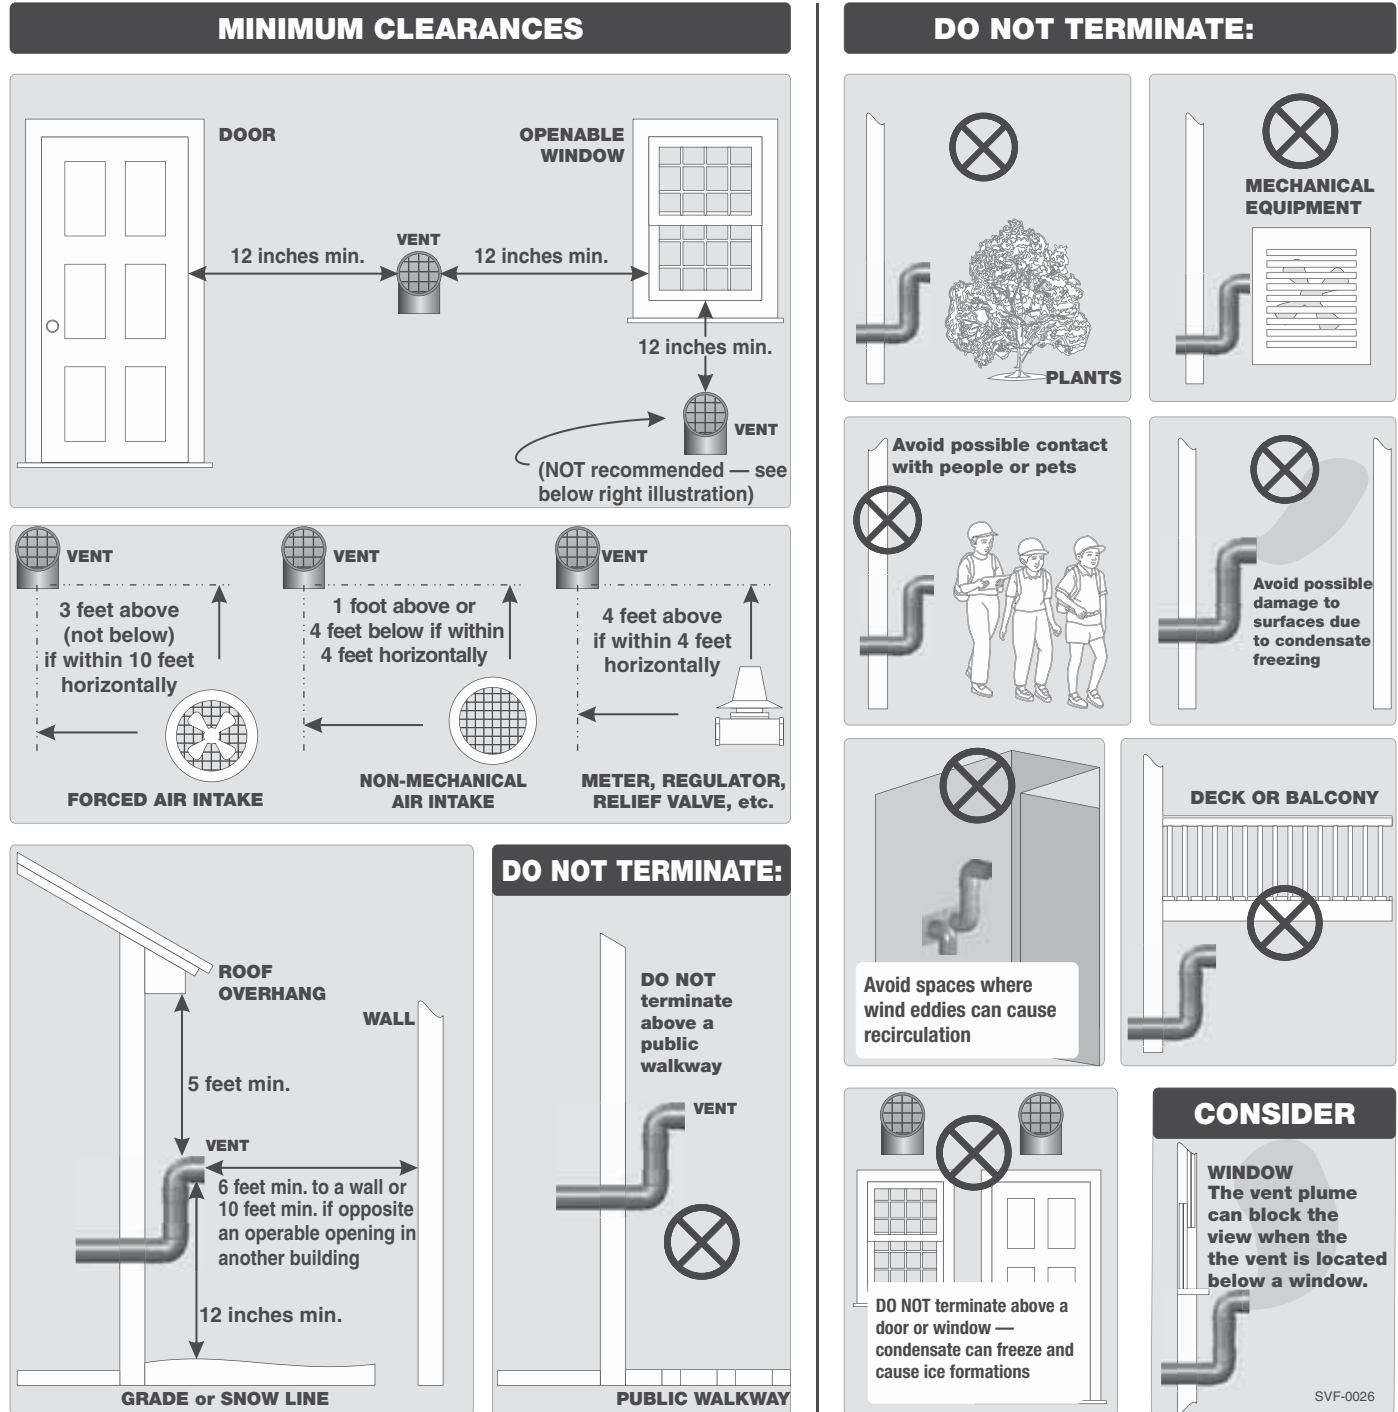 MINIMUM CLEARANCES
DOOR
OPENABLE
WINDOW
VENT
12 inches min.
12 inches min.
12 inches min.
VENT
(NOT recommended — see
below right illustration)
VENT
3 feet above
(not below)
if within 10 feet
horizontally
FORCED AIR INTAKE
VENT
1 foot above or
4 feet below if within
4 feet horizontally
NON-MECHANICAL
AIR INTAKE
VENT
4 feet above
if within 4 feet
horizontally
METER, REGULATOR,
RELIEF VALVE, etc.
ROOF
OVERHANG
WALL
5 feet min.
VENT
6 feet min. to a wall or
10 feet min. if opposite
an operable opening in
another building
12 inches min.
GRADE or SNOW LINE
DO NOT TERMINATE:
DO NOT
terminate
above a
public
walkway
VENT
PUBLIC WALKWAY
DO NOT TERMINATE:
PLANTS
MECHANICAL
EQUIPMENT
Avoid possible contact
with people or pets
Avoid possible
damage to
surfaces due
to condensate
freezing
Avoid spaces where
wind eddies can cause
recirculation
DECK OR BALCONY
DO NOT terminate above a
door or window —
condensate can freeze and
cause ice formations
CONSIDER
WINDOW
The vent plume
can block the
view when the
the vent is located
below a window.
SVF-0026